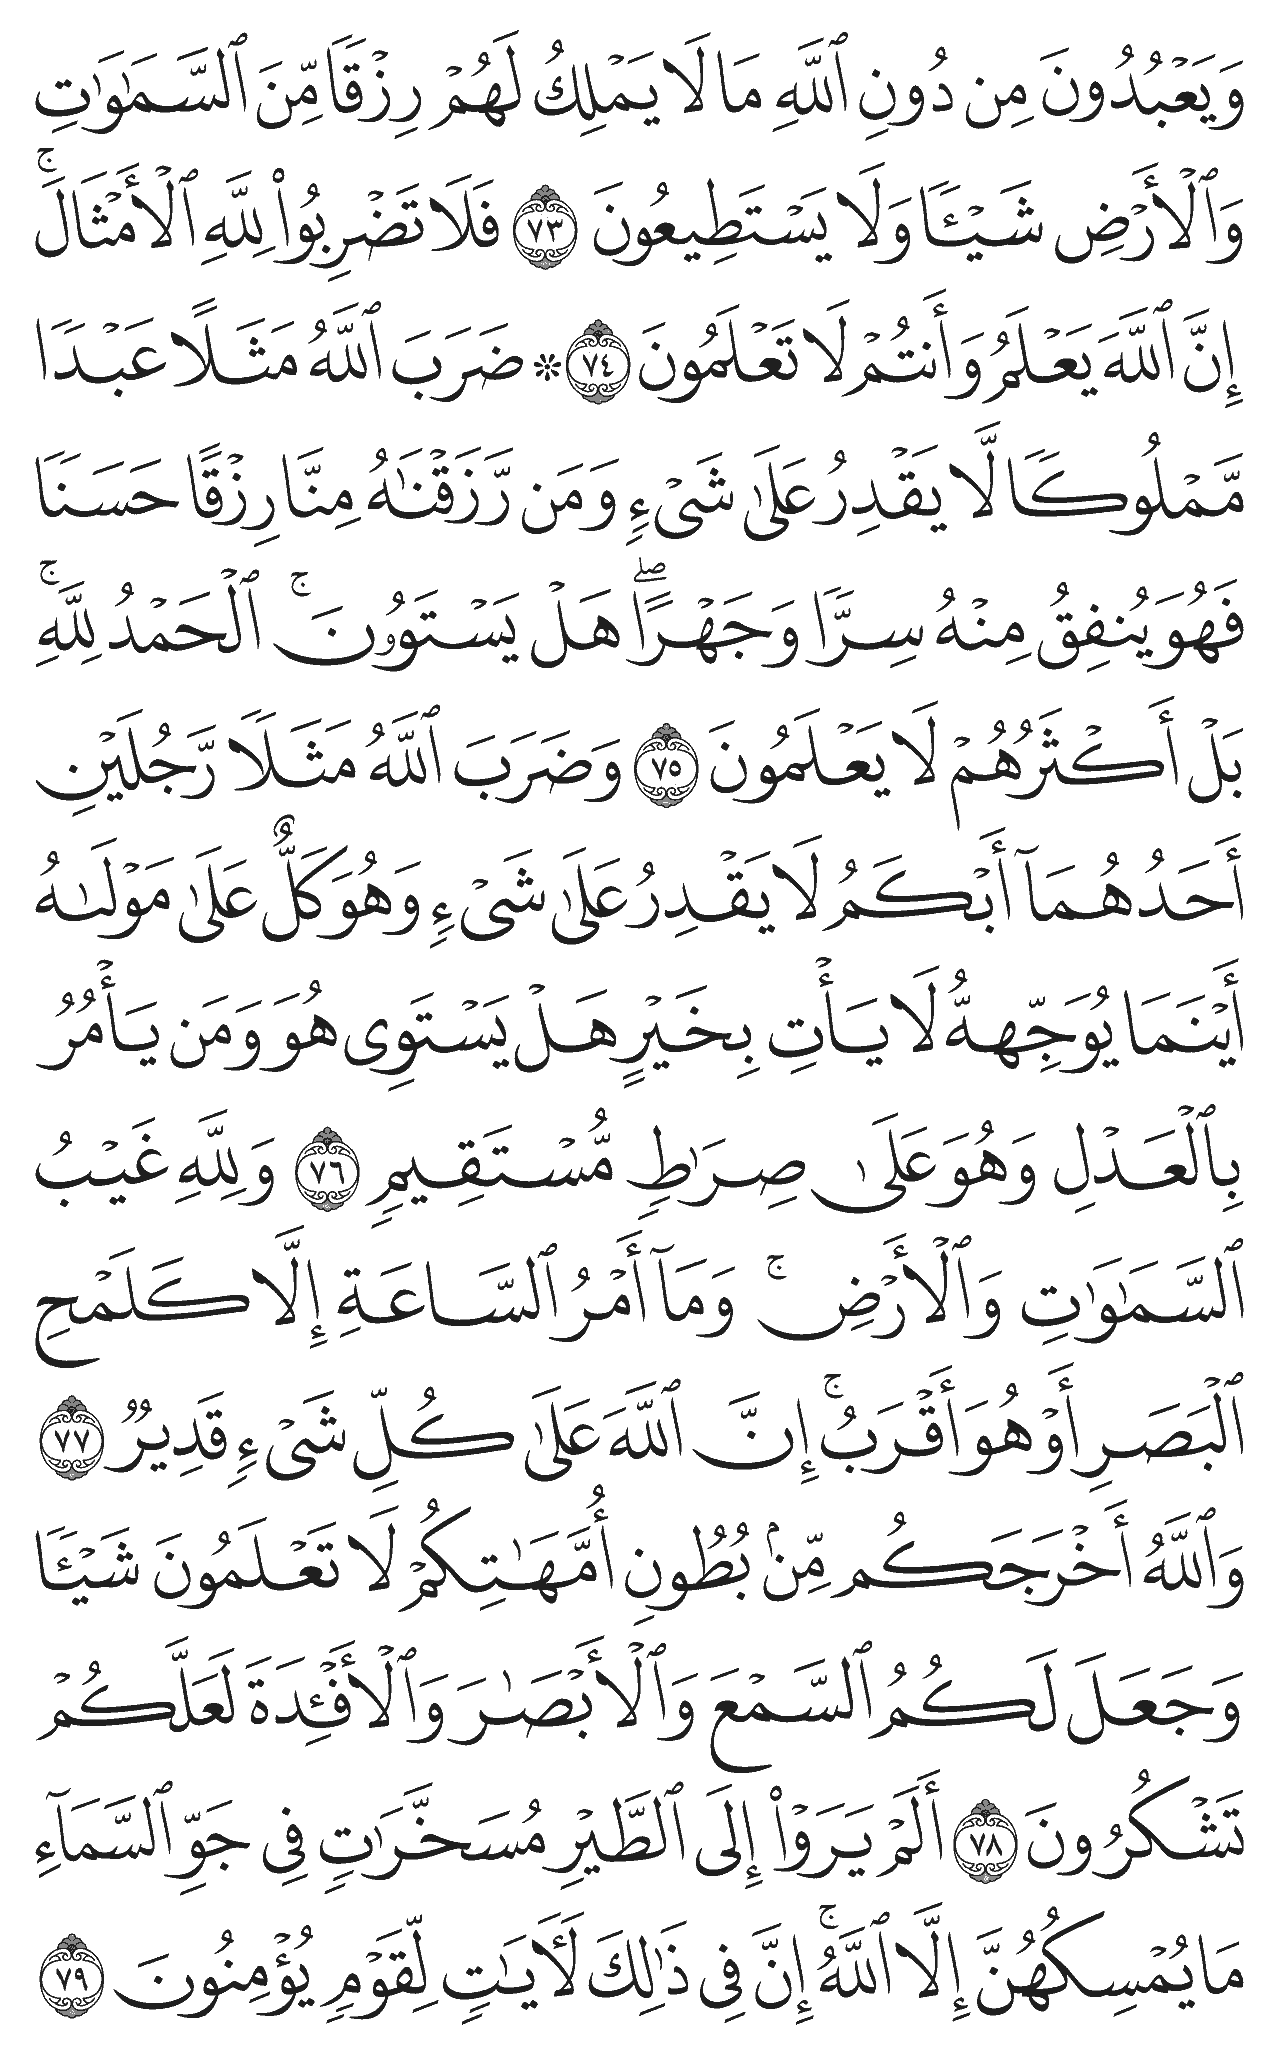 وَيَعۡبُدُونَ مِن دُونِ ٱللَّهِ مَا لَا يَمۡلِكُ لَهُمۡ رِزۡقٗا مِّنَ ٱلسَّمَٰوَٰتِ
وَٱلۡأَرۡضِ شَيۡـٔٗا وَلَا يَسۡتَطِيعُونَ ٧٣ فَلَا تَضۡرِبُواْ لِلَّهِ ٱلۡأَمۡثَالَۚ
إِنَّ ٱللَّهَ يَعۡلَمُ وَأَنتُمۡ لَا تَعۡلَمُونَ ٧٤ ۞ ضَرَبَ ٱللَّهُ مَثَلًا عَبۡدٗا
مَّمۡلُوكٗا لَّا يَقۡدِرُ عَلَىٰ شَيۡءٖ وَمَن رَّزَقۡنَٰهُ مِنَّا رِزۡقًا حَسَنٗا
فَهُوَ يُنفِقُ مِنۡهُ سِرّٗا وَجَهۡرًاۖ هَلۡ يَسۡتَوُۥنَۚ ٱلۡحَمۡدُ لِلَّهِۚ
بَلۡ أَكۡثَرُهُمۡ لَا يَعۡلَمُونَ ٧٥ وَضَرَبَ ٱللَّهُ مَثَلٗا رَّجُلَيۡنِ
أَحَدُهُمَآ أَبۡكَمُ لَا يَقۡدِرُ عَلَىٰ شَيۡءٖ وَهُوَ كَلٌّ عَلَىٰ مَوۡلَىٰهُ
أَيۡنَمَا يُوَجِّههُّ لَا يَأۡتِ بِخَيۡرٍ هَلۡ يَسۡتَوِي هُوَ وَمَن يَأۡمُرُ
بِٱلۡعَدۡلِ وَهُوَ عَلَىٰ صِرَٰطٖ مُّسۡتَقِيمٖ ٧٦ وَلِلَّهِ غَيۡبُ
ٱلسَّمَٰوَٰتِ وَٱلۡأَرۡضِۚ وَمَآ أَمۡرُ ٱلسَّاعَةِ إِلَّا كَلَمۡحِ
ٱلۡبَصَرِ أَوۡ هُوَ أَقۡرَبُۚ إِنَّ ٱللَّهَ عَلَىٰ كُلِّ شَيۡءٖ قَدِيرٞ ٧٧
وَٱللَّهُ أَخۡرَجَكُم مِّنۢ بُطُونِ أُمَّهَٰتِكُمۡ لَا تَعۡلَمُونَ شَيۡـٔٗا
وَجَعَلَ لَكُمُ ٱلسَّمۡعَ وَٱلۡأَبۡصَٰرَ وَٱلۡأَفۡـِٔدَةَ لَعَلَّكُمۡ
تَشۡكُرُونَ ٧٨ أَلَمۡ يَرَوۡاْ إِلَى ٱلطَّيۡرِ مُسَخَّرَٰتٖ فِي جَوِّ ٱلسَّمَآءِ
مَا يُمۡسِكُهُنَّ إِلَّا ٱللَّهُۚ إِنَّ فِي ذَٰلِكَ لَأٓيَٰتٖ لِّقَوۡمٖ يُؤۡمِنُونَ ٧٩